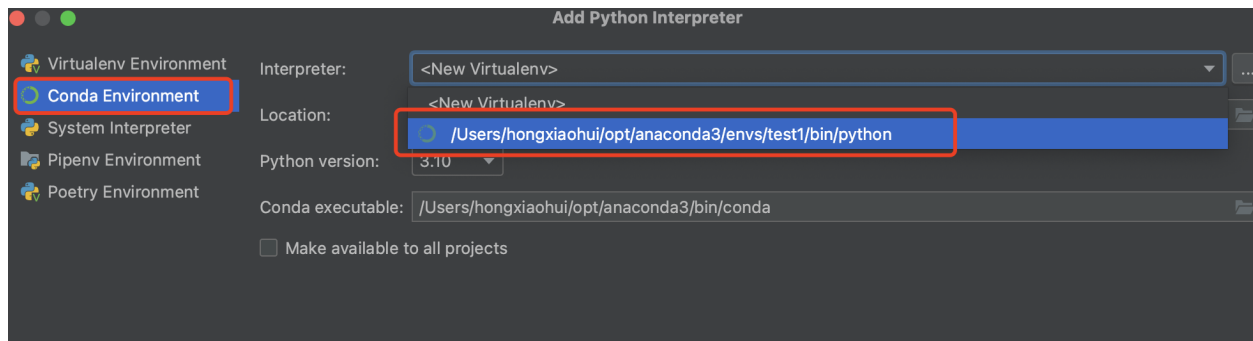 Add Python Interpreter
Virtualenv Environment
Conda Environment
System Interpreter
Pipenv Environment
Poetry Environment
Interpreter: <New Virtualenv> ...
<New Virtualenv>
Location:
/Users/hongxiaohui/opt/anaconda3/envs/test1/bin/python
Python version: 3.10
Conda executable: /Users/hongxiaohui/opt/anaconda3/bin/conda
Make available to all projects